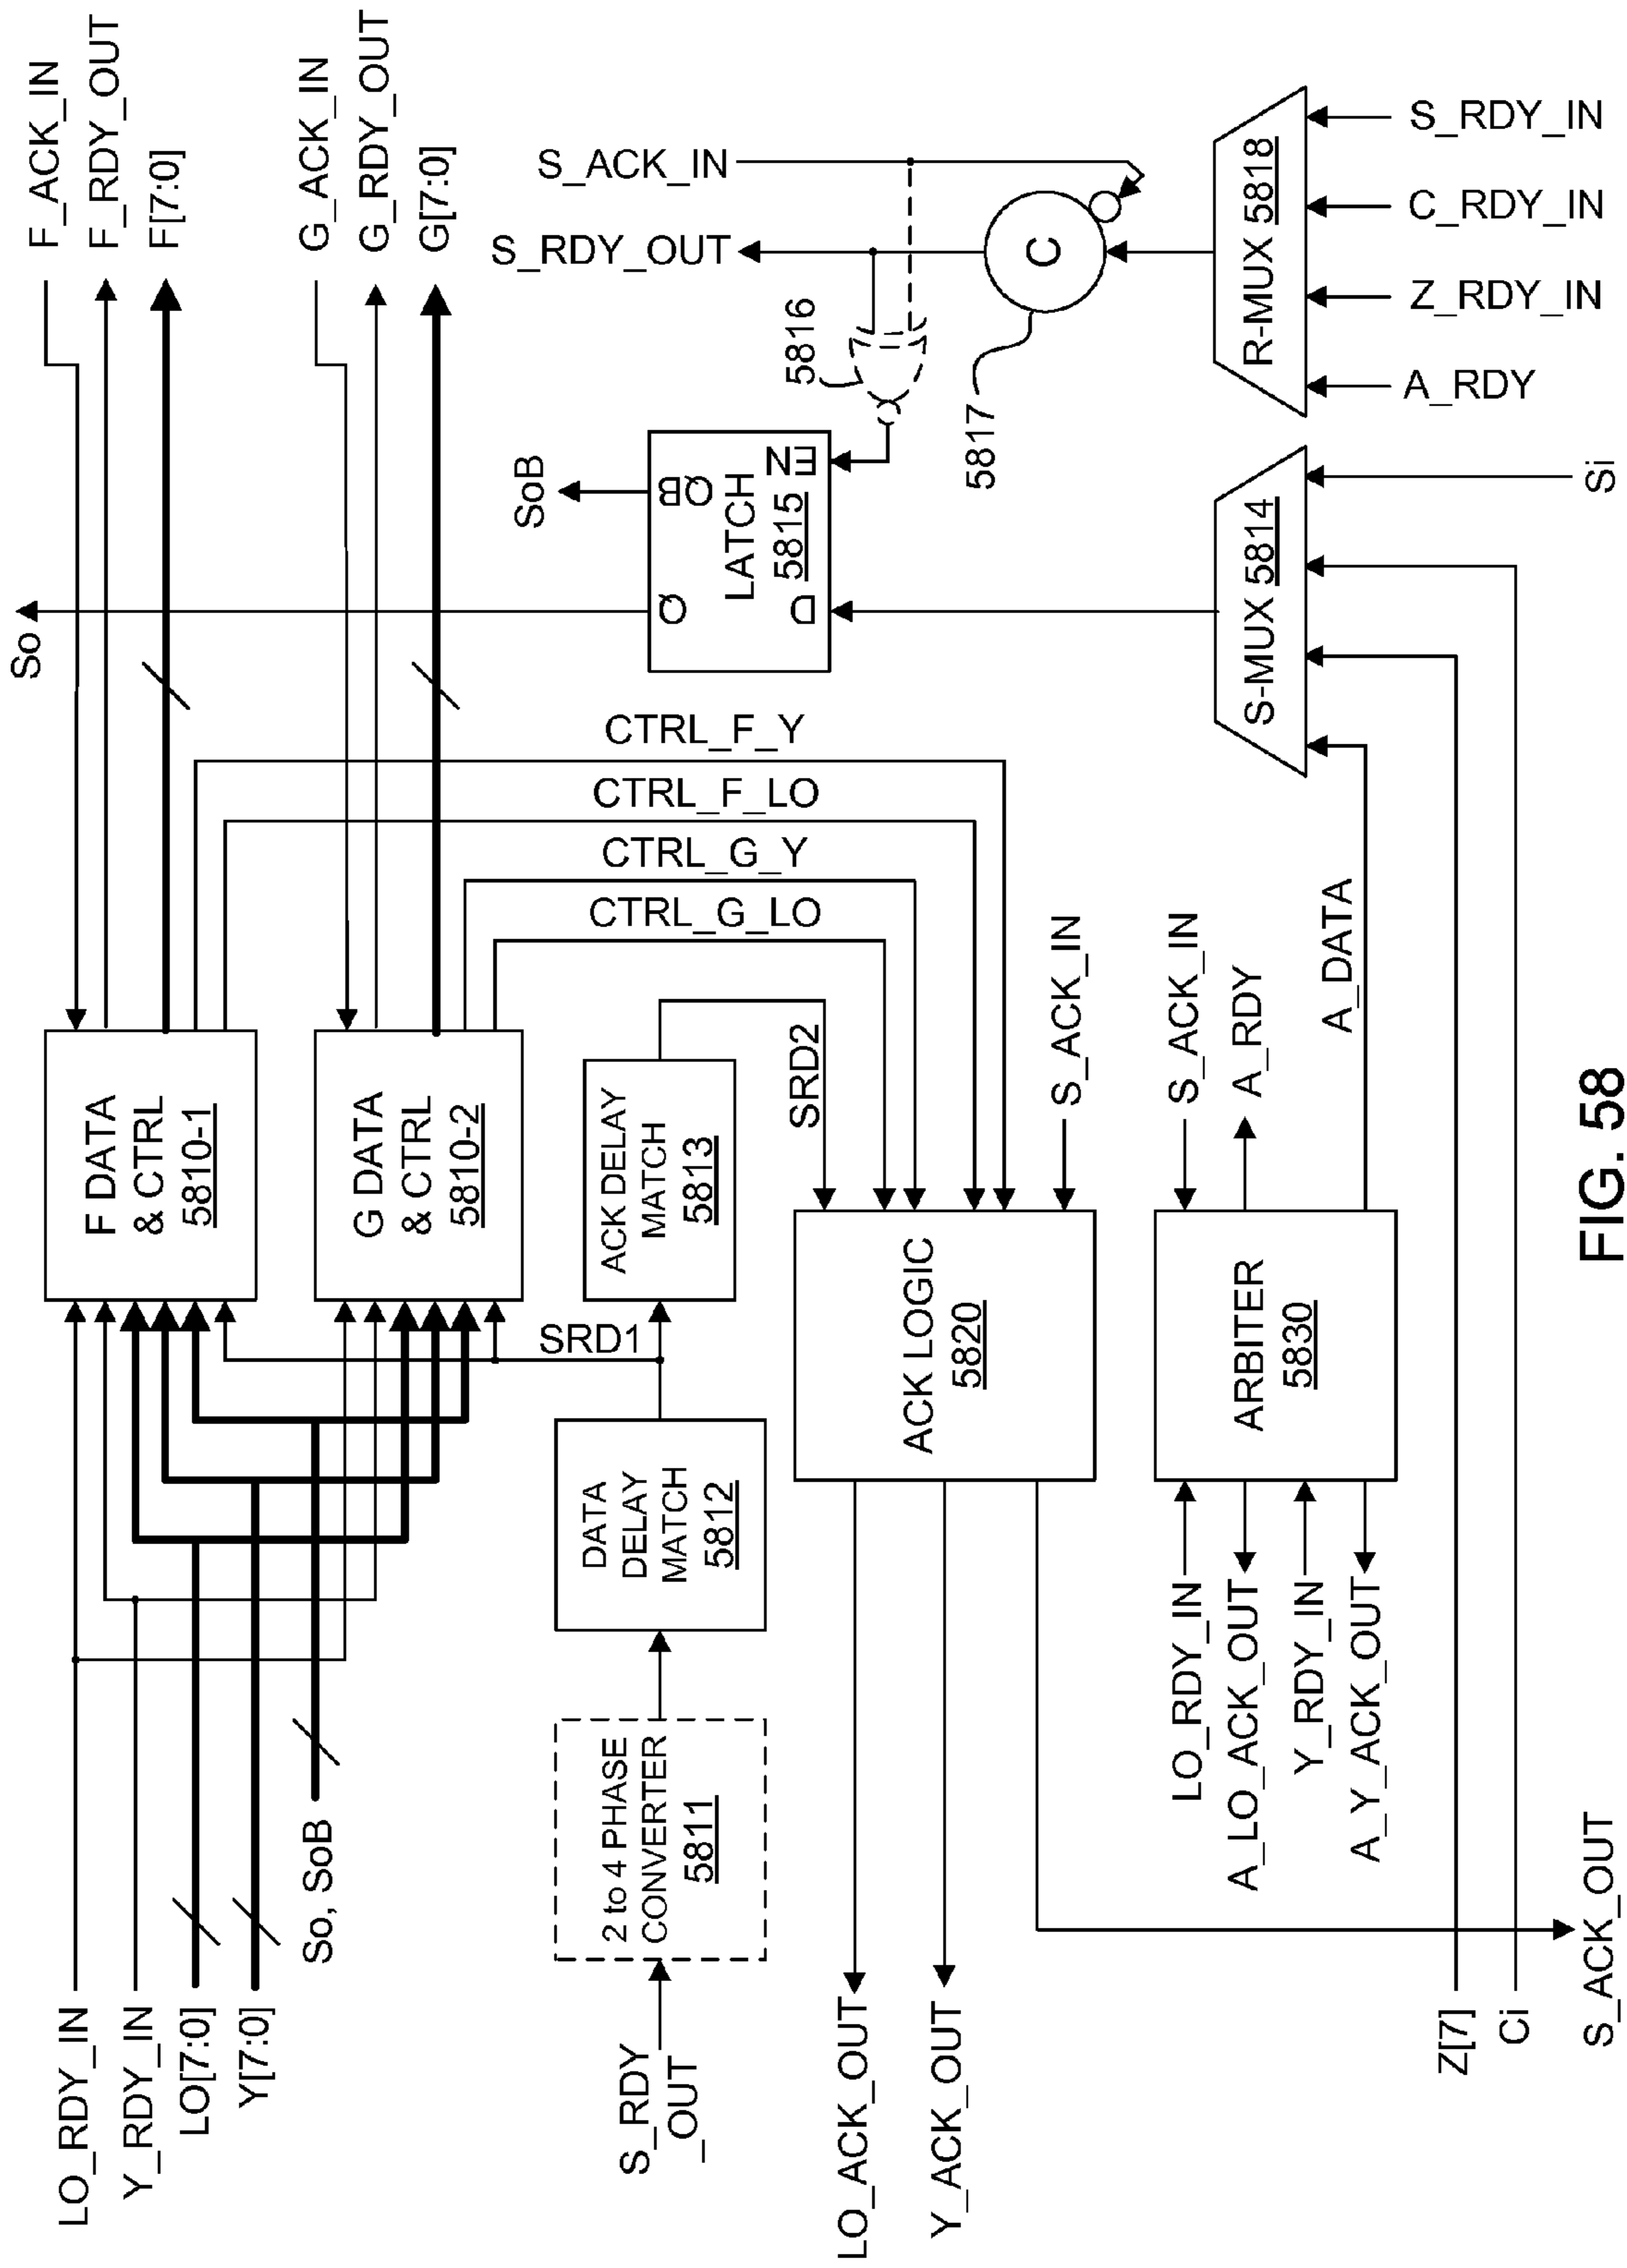 LO_RDY_IN
Y_RDY_IN
LO[7:0]
Y[7:0]
So, SoB
F DATA
& CTRL
5810-1
F_ACK_IN
F_RDY_OUT
F[7:0]
G DATA
& CTRL
5810-2
G_ACK_IN
G_RDY_OUT
G[7:0]
So
S_RDY
_OUT
2 to 4 PHASE
CONVERTER
5811
DATA
DELAY
MATCH
5812
SRD1
ACK DELAY
MATCH
5813
SRD2
CTRL_F_Y
CTRL_F_LO
CTRL_G_Y
CTRL_G_LO
SoB
Q
QB
LATCH
5815
D
EN
5816
S_ACK_IN
S_RDY_OUT
C
5817
LO_ACK_OUT
Y_ACK_OUT
ACK LOGIC
5820
S_ACK_IN
LO_RDY_IN
A_LO_ACK_OUT
Y_RDY_IN
A_Y_ACK_OUT
ARBITER
5830
S_ACK_IN
A_RDY
A_DATA
S-MUX 5814
R-MUX 5818
A_RDY
Z_RDY_IN
C_RDY_IN
S_RDY_IN
Z[7]
Ci
S_ACK_OUT
Si
FIG. 58